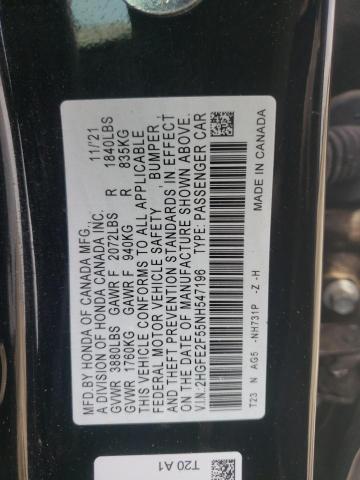 MFD.BY HONDA OF CANADA MFG. 11/21
A DIVISION OF HONDA CANADA INC.
GVWR 3880LBS GAWR F 2072LBS R 1840LBS
GVWR 1760KG GAWR F 940KG R 835KG
THIS VEHICLE CONFORMS TO ALL APPLICABLE
FEDERAL MOTOR VEHICLE SAFETY , BUMPER ,
AND THEFT PREVENTION STANDARDS IN EFFECT
ON THE DATE OF MANUFACTURE SHOWN ABOVE.
V.I.N.:2HGFE2F55NH547196 TYPE: PASSENGER CAR
T23 N AG5 -NH731P -Z -H MADE IN CANADA
T20 A1